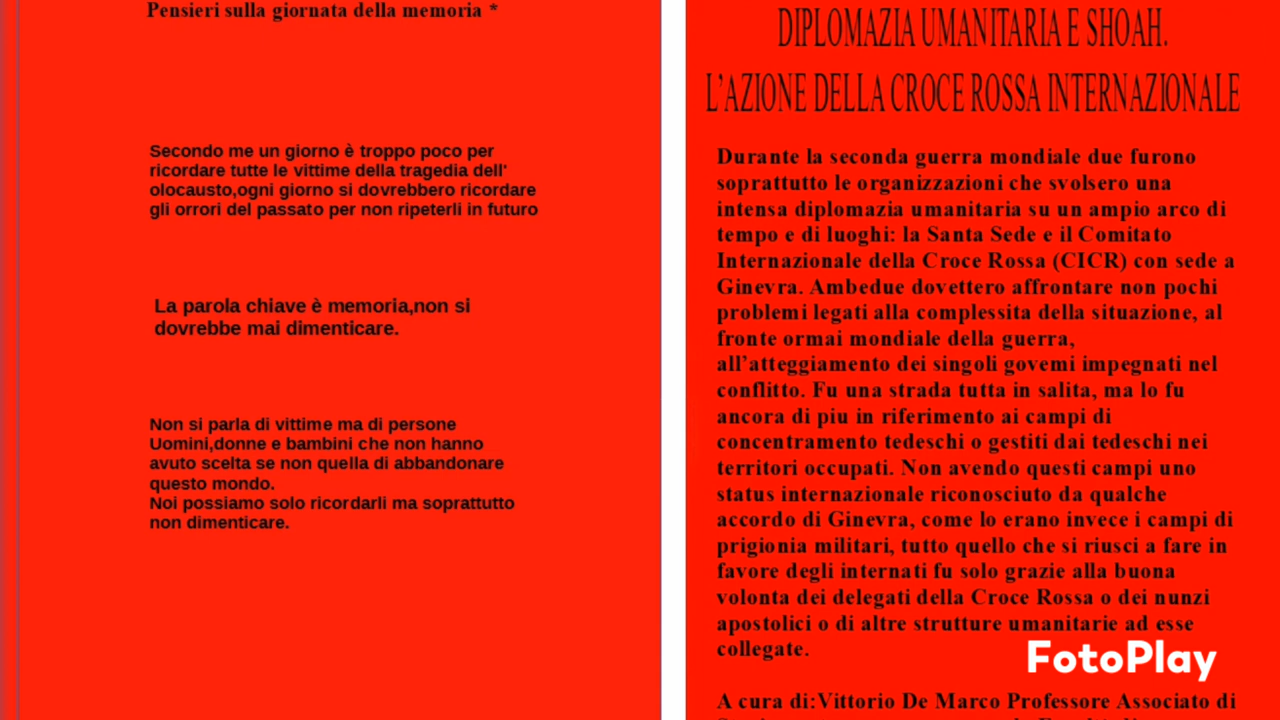 Pensieri sulla giornata della memoria *
Secondo me un giorno è troppo poco per
ricordare tutte le vittime della tragedia dell'
olocausto,ogni giorno si dovrebbero ricordare
gli orrori del passato per non ripeterli in futuro
La parola chiave è memoria,non si
dovrebbe mai dimenticare.
Non si parla di vittime ma di persone
Uomini,donne e bambini che non hanno
avuto scelta se non quella di abbandonare
questo mondo.
Noi possiamo solo ricordarli ma soprattutto
non dimenticare.
DIPLOMAZIA UMANITARIA E SHOAH.
L'AZIONE DELLA CROCE ROSSA INTERNAZIONALE
Durante la seconda guerra mondiale due furono
soprattutto le organizzazioni che svolsero una
intensa diplomazia umanitaria su un ampio arco di
tempo e di luoghi: la Santa Sede e il Comitato
Internazionale della Croce Rossa (CICR) con sede a
Ginevra. Ambedue dovettero affrontare non pochi
problemi legati alla complessita della situazione, al
fronte ormai mondiale della guerra,
all'atteggiamento dei singoli govemi impegnati nel
conflitto. Fu una strada tutta in salita, ma lo fu
ancora di piu in riferimento ai campi di
concentramento tedeschi o gestiti dai tedeschi nei
territori occupati. Non avendo questi campi uno
status internazionale riconosciuto da qualche
accordo di Ginevra, come lo erano invece i campi di
prigionia militari, tutto quello che si riusci a fare in
favore degli internati fu solo grazie alla buona
volonta dei delegati della Croce Rossa o dei nunzi
apostolici o di altre strutture umanitarie ad esse
collegate.
FotoPlay
A cura di:Vittorio De Marco Professore Associato di